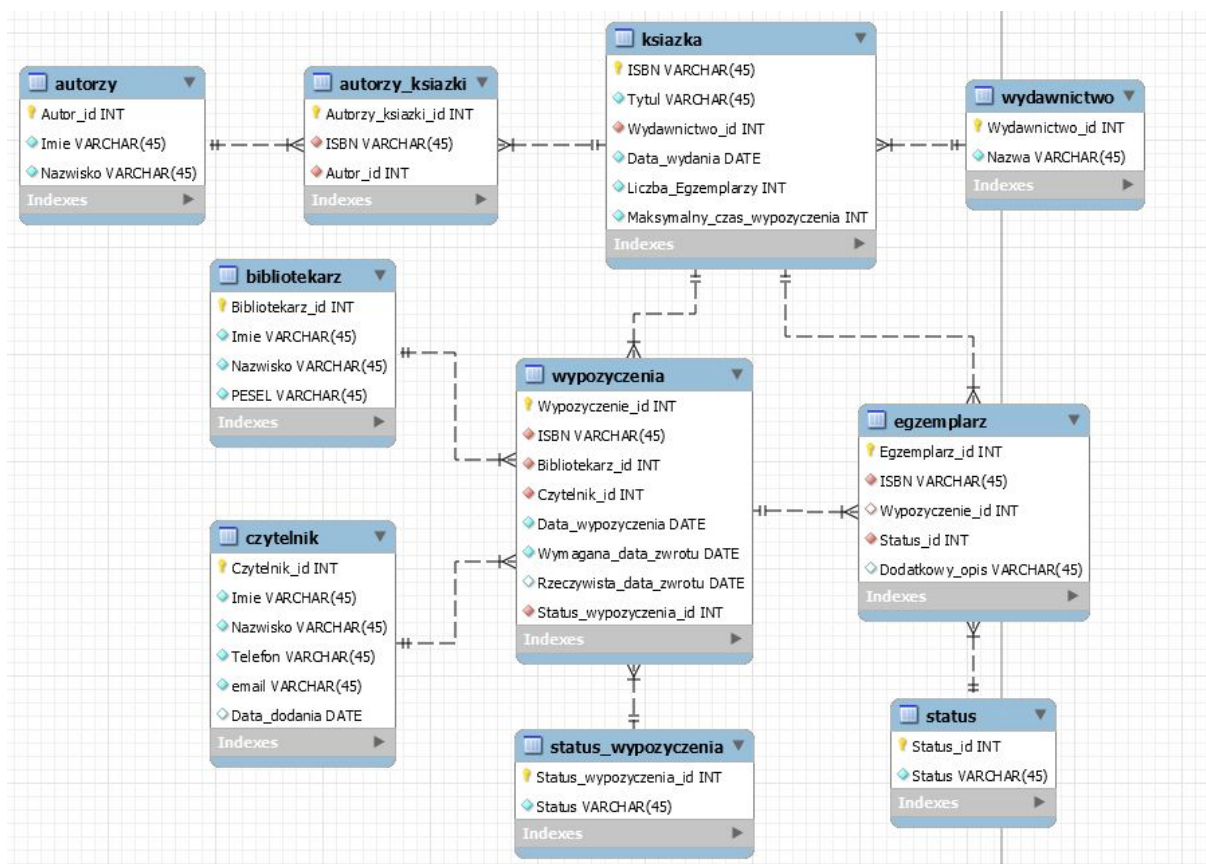 autorzy
Autor_id INT
Imie VARCHAR(45)
Nazwisko VARCHAR(45)
Indexes
autorzy_ksiazki
Autorzy_ksiazki_id INT
ISBN VARCHAR(45)
Autor_id INT
Indexes
ksiazka
ISBN VARCHAR(45)
Tytul VARCHAR(45)
Wydawnictwo_id INT
Data_wydania DATE
Liczba_Egzemplarzy INT
Maksymalny_czas_wypozyczenia INT
Indexes
wydawnictwo
Wydawnictwo_id INT
Nazwa VARCHAR(45)
Indexes
bibliotekarz
Bibliotekarz_id INT
Imie VARCHAR(45)
Nazwisko VARCHAR(45)
PESEL VARCHAR(45)
Indexes
wypozyczenia
Wypozyczenie_id INT
ISBN VARCHAR(45)
Bibliotekarz_id INT
Czytelnik_id INT
Data_wypozyczenia DATE
Wymagana_data_zwrotu DATE
Rzeczywista_data_zwrotu DATE
Status_wypozyczenia_id INT
Indexes
egzemplarz
Egzemplarz_id INT
ISBN VARCHAR(45)
Wypozyczenie_id INT
Status_id INT
Dodatkowy_opis VARCHAR(45)
Indexes
czytelnik
Czytelnik_id INT
Imie VARCHAR(45)
Nazwisko VARCHAR(45)
Telefon VARCHAR(45)
email VARCHAR(45)
Data_dodania DATE
Indexes
status_wypozyczenia
Status_wypozyczenia_id INT
Status VARCHAR(45)
Indexes
status
Status_id INT
Status VARCHAR(45)
Indexes